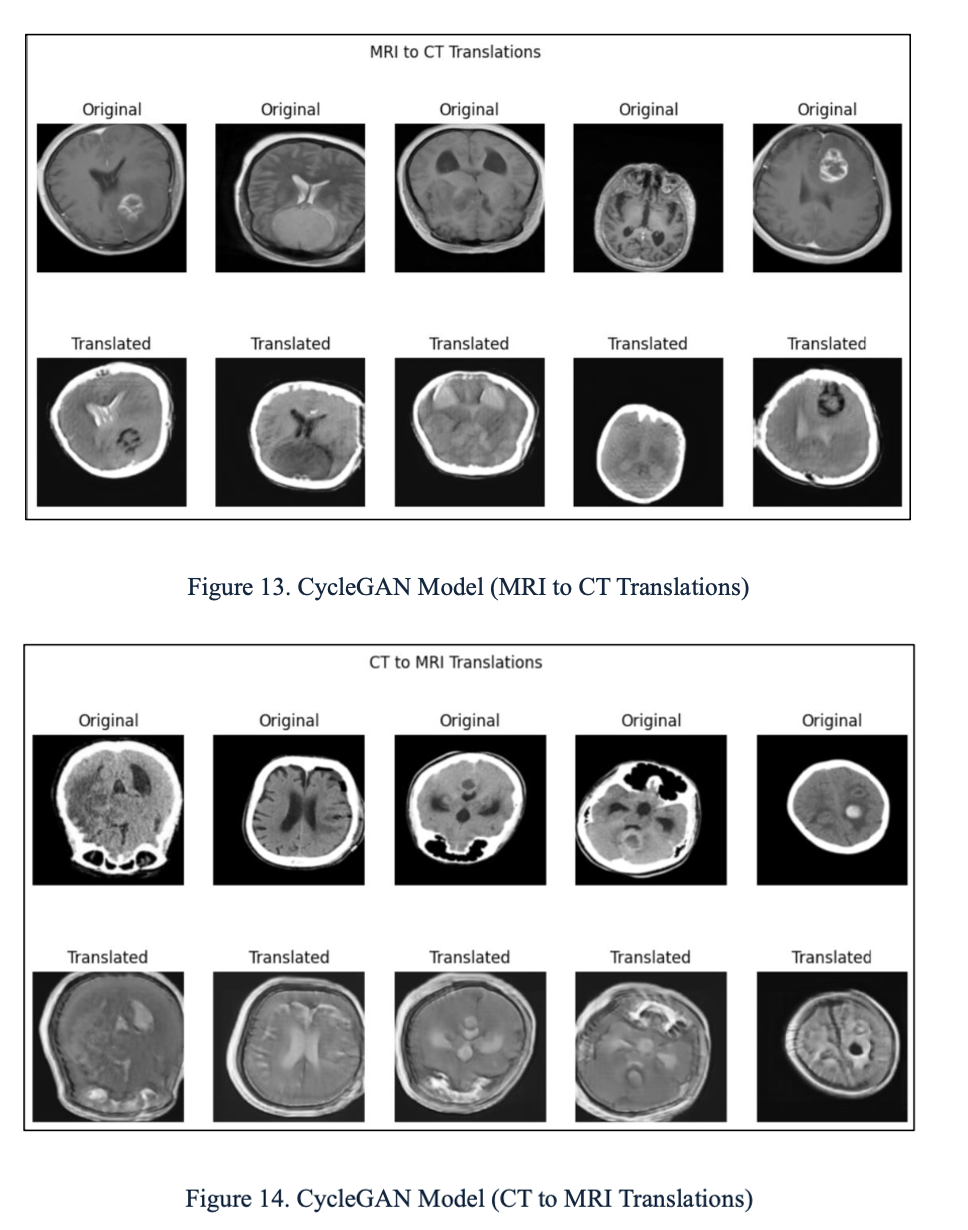 MRI to CT Translations
Original Original Original Original Original
Translated Translated Translated Translated Translated
Figure 13. CycleGAN Model (MRI to CT Translations)
CT to MRI Translations
Original Original Original Original Original
Translated Translated Translated Translated Translated
Figure 14. CycleGAN Model (CT to MRI Translations)